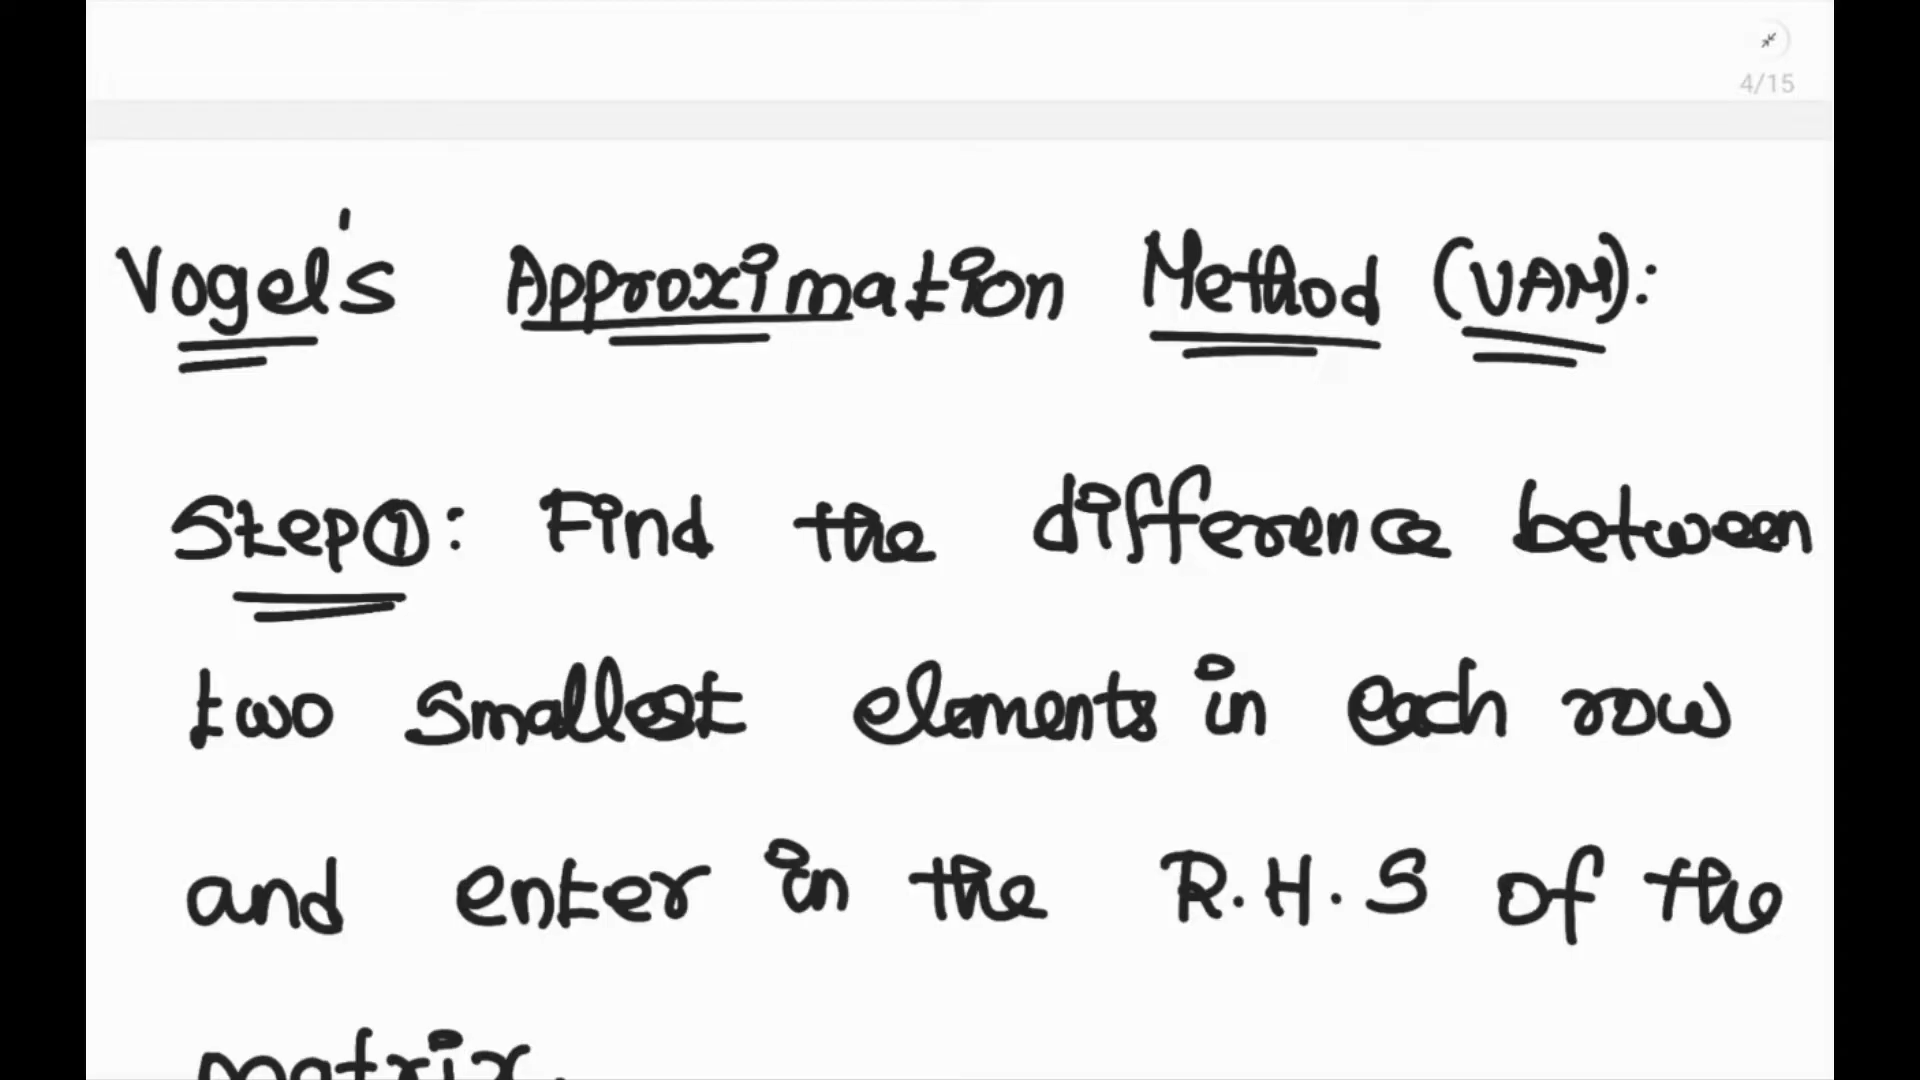 4/15
Vogel's Approximation Method (VAM):
Step①: Find the difference between
two smallest elements in each row
and enter in the R.H.S of the
matrix.